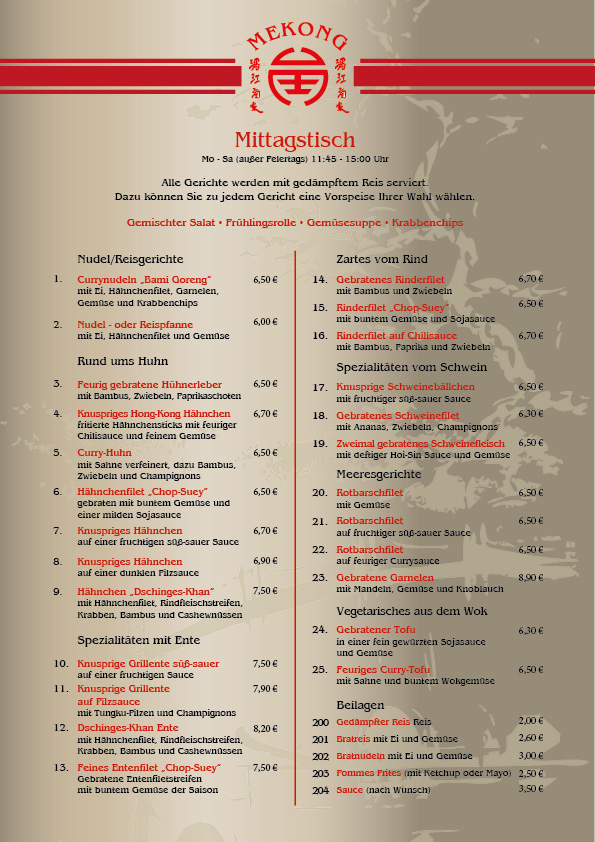 MEKONG
Mittagstisch
Mo - Sa (außer Feiertags) 11:45 - 15:00 Uhr
Alle Gerichte werden mit gedämpftem Reis serviert.
Dazu können Sie zu jedem Gericht eine Vorspeise Ihrer Wahl wählen.
Gemischter Salat • Frühlingsrolle • Gemüsesuppe • Krabbenchips
Nudel/Reisgerichte
1. Currynudeln „Bami Goreng“ 6,50 €
mit Ei, Hähnchenfilet, Garnelen,
Gemüse und Krabbenchips
2. Nudel - oder Reispfanne 6,00 €
mit Ei, Hähnchenfilet und Gemüse
Rund ums Huhn
3. Feurig gebratene Hühnerleber 6,50 €
mit Bambus, Zwiebeln, Paprikaschoten
4. Knuspriges Hong-Kong Hähnchen 6,70 €
fritierte Hähnchensticks mit feuriger
Chilisauce und feinem Gemüse
5. Curry-Huhn 6,50 €
mit Sahne verfeinert, dazu Bambus,
Zwiebeln und Champignons
6. Hähnchenfilet „Chop-Suey“ 6,50 €
gebraten mit buntem Gemüse und
einer milden Sojasauce
7. Knuspriges Hähnchen 6,70 €
auf einer fruchtigen süß-sauer Sauce
8. Knuspriges Hähnchen 6,90 €
auf einer dunklen Pilzsauce
9. Hähnchen „Dschinges-Khan“ 7,50 €
mit Hähnchenfilet, Rindfleischstreifen,
Krabben, Bambus und Cashewnüssen
Spezialitäten mit Ente
10. Knusprige Grillente süß-sauer 7,50 €
auf einer fruchtigen Sauce
11. Knusprige Grillente 7,90 €
auf Pilzsauce
mit Tungku-Pilzen und Champignons
12. Dschinges-Khan Ente 8,20 €
mit Hähnchenfilet, Rindfleischstreifen,
Krabben, Bambus und Cashewnüssen
13. Feines Entenfilet „Chop-Suey“ 7,50 €
Gebratene Entenfiletstreifen
mit buntem Gemüse der Saison
Zartes vom Rind
14. Gebratenes Rinderfilet 6,70 €
mit Bambus und Zwiebeln
15. Rinderfilet „Chop-Suey“ 6,50 €
mit buntem Gemüse und Sojasauce
16. Rinderfilet auf Chilisauce 6,70 €
mit Bambus, Paprika und Zwiebeln
Spezialitäten vom Schwein
17. Knusprige Schweinebällchen 6,50 €
mit fruchtiger süß-sauer Sauce
18. Gebratenes Schweinefilet 6,30 €
mit Ananas, Zwiebeln, Champignons
19. Zweimal gebratenes Schweinefleisch 6,50 €
mit deftiger Hoi-Sin Sauce und Gemüse
Meeresgerichte
20. Rotbarschfilet 6,50 €
mit Gemüse
21. Rotbarschfilet 6,50 €
auf fruchtiger süß-sauer Sauce
22. Rotbarschfilet 6,50 €
auf feuriger Currysauce
23. Gebratene Garnelen 8,90 €
mit Mandeln, Gemüse und Knoblauch
Vegetarisches aus dem Wok
24. Gebratener Tofu 6,30 €
in einer fein gewürzten Sojasauce
und Gemüse
25. Feuriges Curry-Tofu 6,50 €
mit Sahne und buntem Wokgemüse
Beilagen
200 Gedämpfter Reis Reis 2,00 €
201 Bratreis mit Ei und Gemüse 2,60 €
202 Bratnudeln mit Ei und Gemüse 3,00 €
203 Pommes Frites (mit Ketchup oder Mayo) 2,50 €
204 Sauce (nach Wunsch) 3,50 €